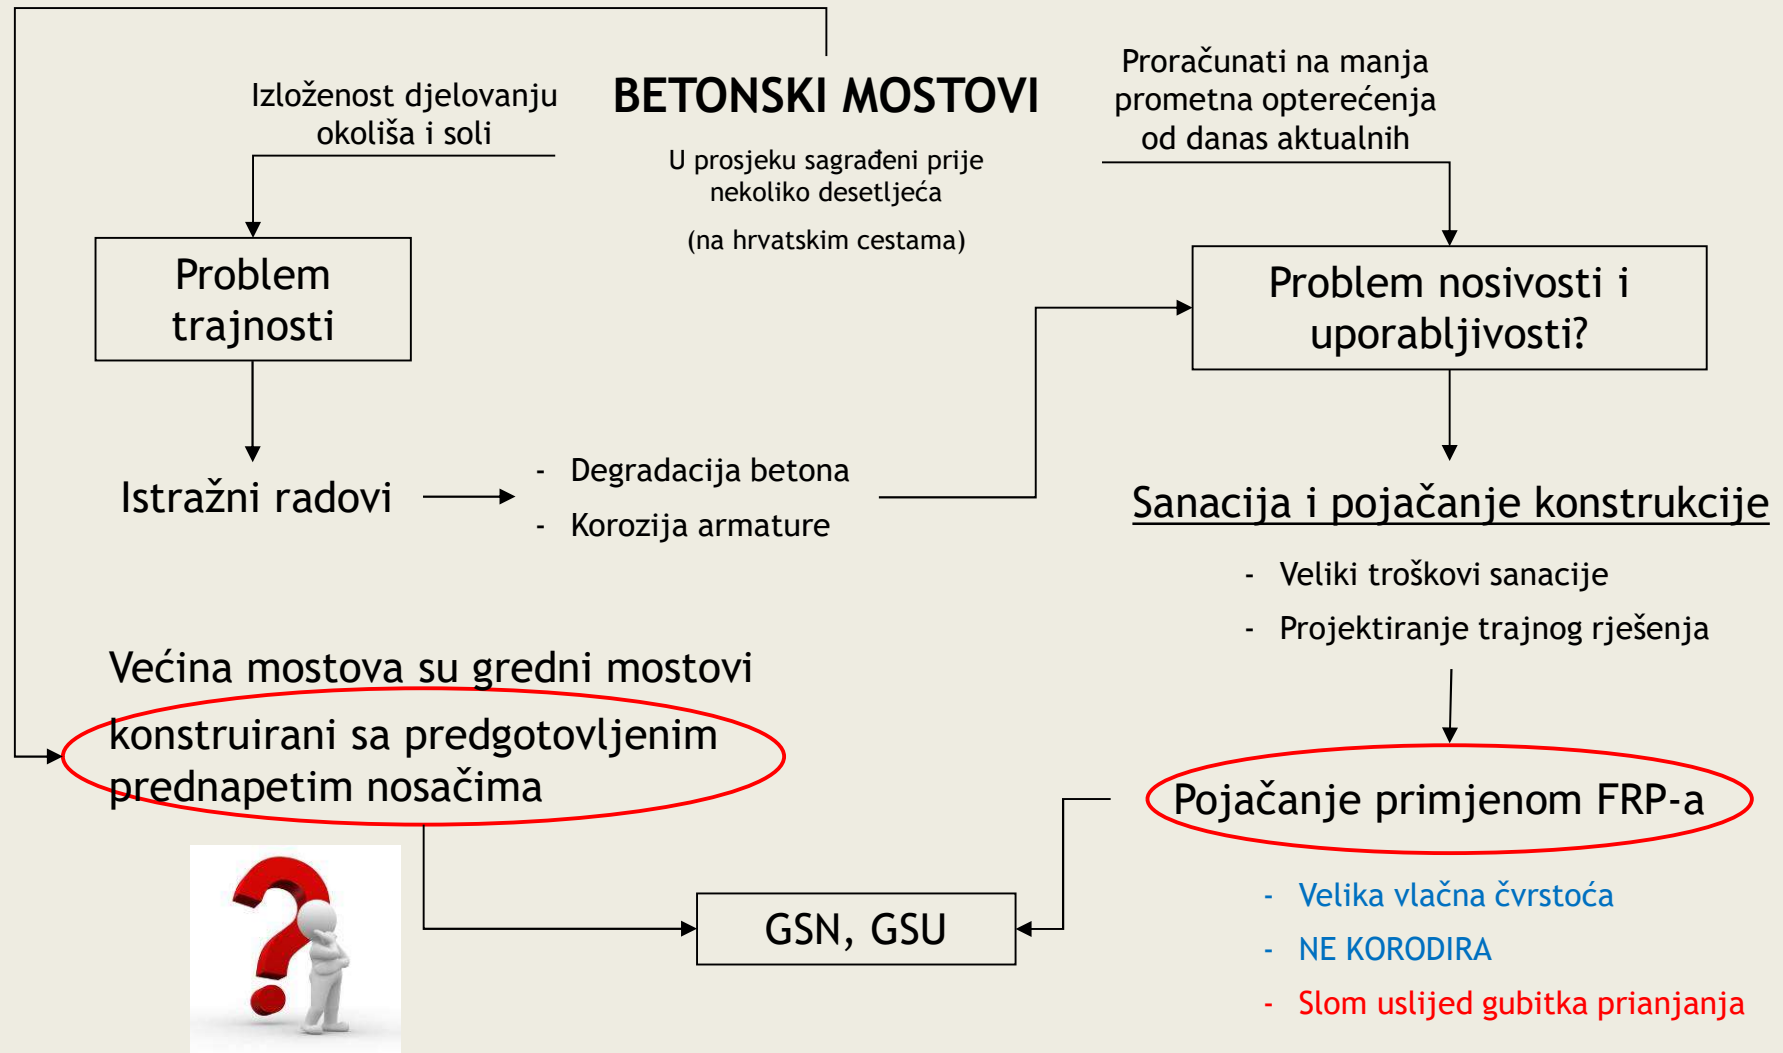 BETONSKI MOSTOVI
U prosjeku sagrađeni prije
nekoliko desetljeća
(na hrvatskim cestama)
Izloženost djelovanju
okoliša i soli
Proračunati na manja
prometna opterećenja
od danas aktualnih
Problem
trajnosti
Problem nosivosti i
uporabljivosti?
Istražni radovi
- Degradacija betona
- Korozija armature
Sanacija i pojačanje konstrukcije
- Veliki troškovi sanacije
- Projektiranje trajnog rješenja
Većina mostova su gredni mostovi
konstruirani sa predgotovljenim
prednapetim nosačima
Pojačanje primjenom FRP-a
GSN, GSU
- Velika vlačna čvrstoća
- NE KORODIRA
- Slom uslijed gubitka prianjanja